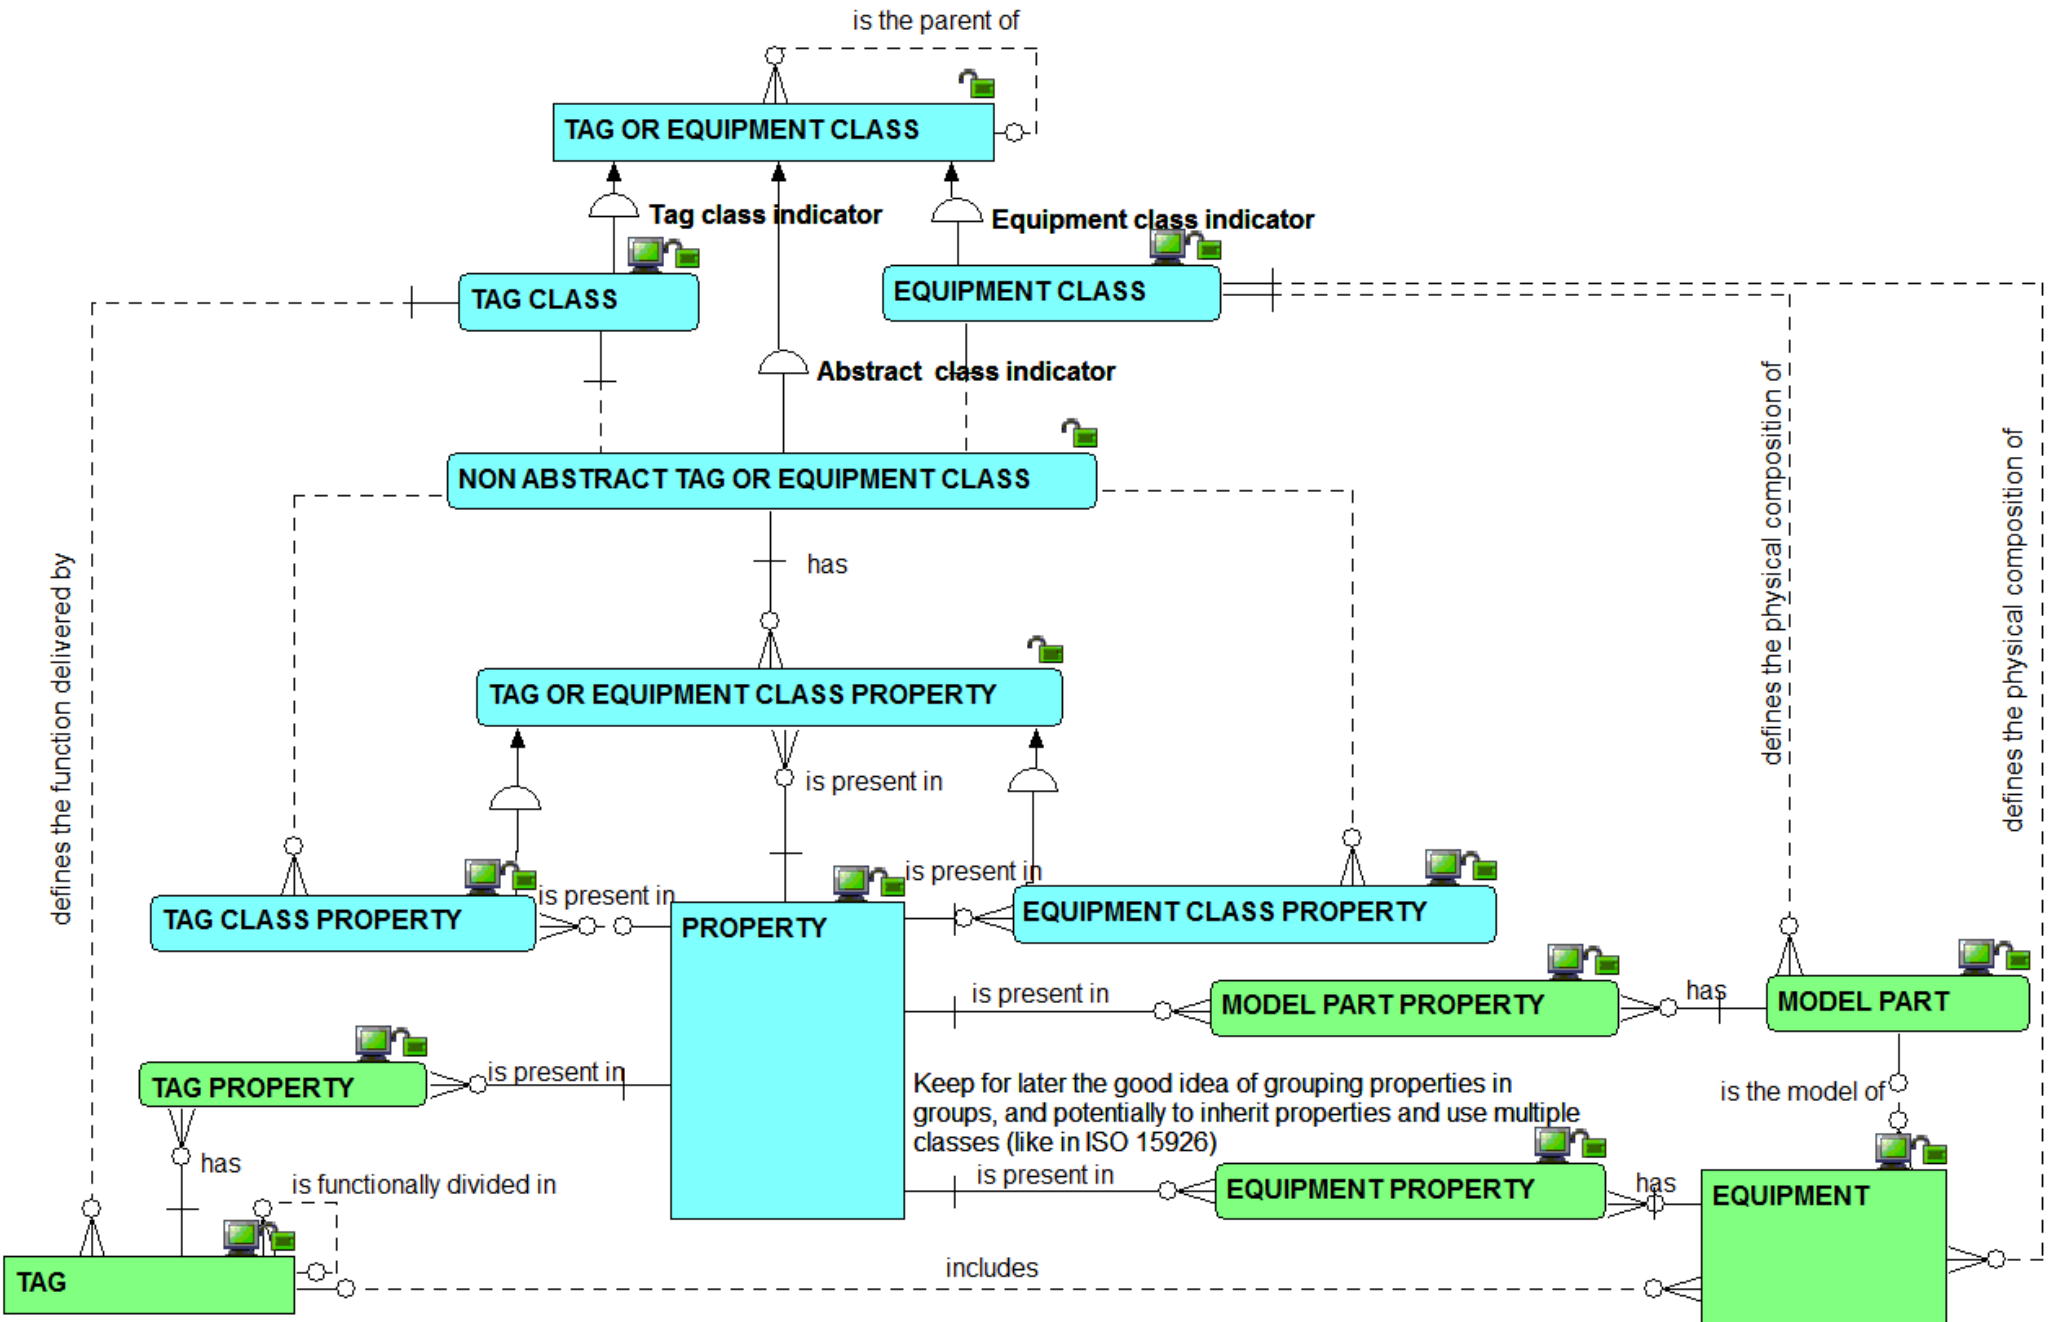 is the parent of
TAG OR EQUIPMENT CLASS
Tag class indicator
Equipment class indicator
TAG CLASS
EQUIPMENT CLASS
Abstract  class indicator
defines the physical composition of
defines the physical composition of
NON ABSTRACT TAG OR EQUIPMENT CLASS
has
defines the function delivered by
TAG OR EQUIPMENT CLASS PROPERTY
is present in
is present in
is present in
TAG CLASS PROPERTY
PROPERTY
EQUIPMENT CLASS PROPERTY
is present in
MODEL PART PROPERTY
has
MODEL PART
TAG PROPERTY
is present in
Keep for later the good idea of grouping properties in
groups, and potentially to inherit properties and use multiple
classes (like in ISO 15926)
is the model of
has
is functionally divided in
is present in
EQUIPMENT PROPERTY
has
EQUIPMENT
TAG
includes